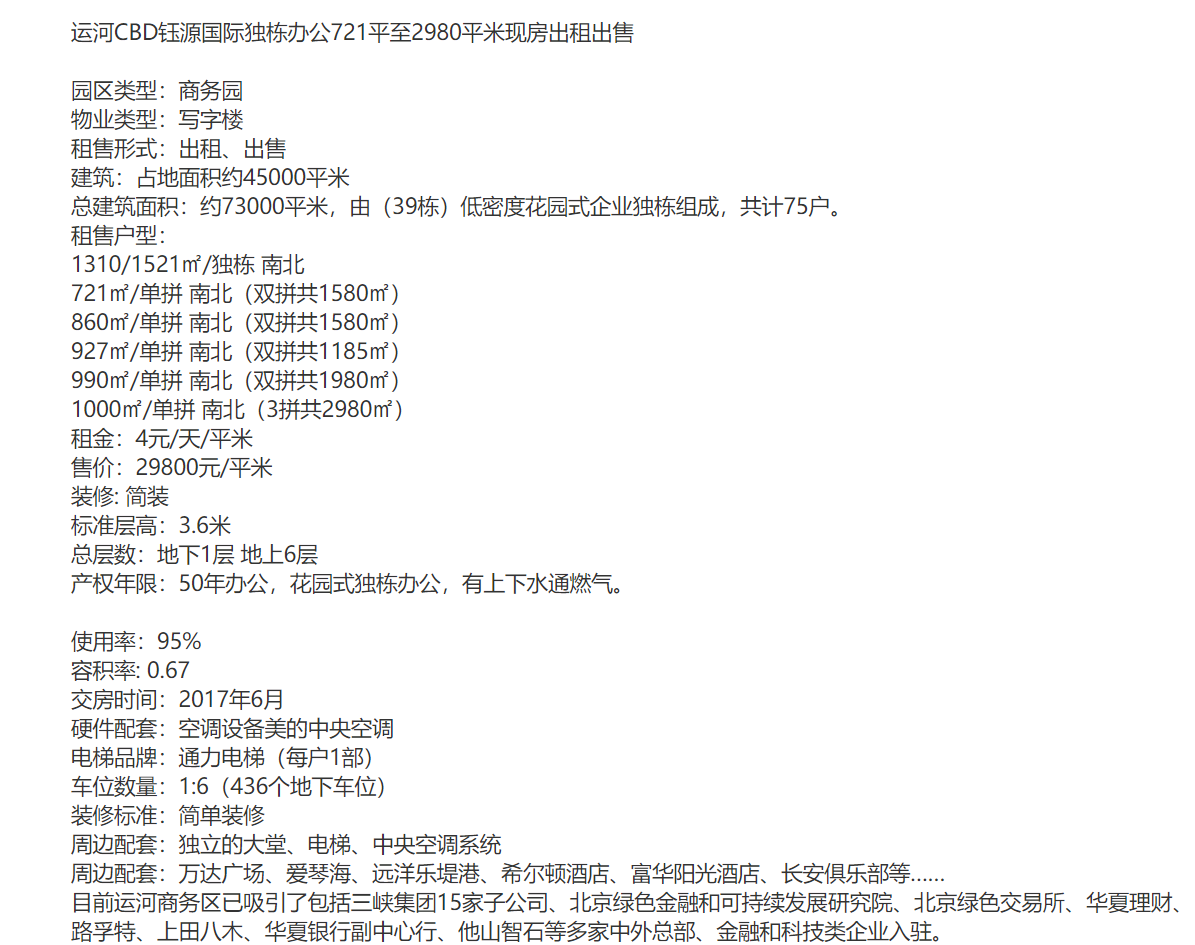 运河CBD钰源国际独栋办公721平至2980平米现房出租出售
园区类型：商务园
物业类型：写字楼
租售形式：出租、出售
建筑：占地面积约45000平米
总建筑面积：约73000平米，由（39栋）低密度花园式企业独栋组成，共计75户。
租售户型：
1310/1521㎡/独栋 南北
721㎡/单拼 南北（双拼共1580㎡）
860㎡/单拼 南北（双拼共1580㎡）
927㎡/单拼 南北（双拼共1185㎡）
990㎡/单拼 南北（双拼共1980㎡）
1000㎡/单拼 南北（3拼共2980㎡）
租金：4元/天/平米
售价：29800元/平米
装修: 简装
标准层高：3.6米
总层数：地下1层 地上6层
产权年限：50年办公，花园式独栋办公，有上下水通燃气。
使用率：95%
容积率: 0.67
交房时间：2017年6月
硬件配套：空调设备美的中央空调
电梯品牌：通力电梯（每户1部）
车位数量：1:6（436个地下车位）
装修标准：简单装修
周边配套：独立的大堂、电梯、中央空调系统
周边配套：万达广场、爱琴海、远洋乐堤港、希尔顿酒店、富华阳光酒店、长安俱乐部等......
目前运河商务区已吸引了包括三峡集团15家子公司、北京绿色金融和可持续发展研究院、北京绿色交易所、华夏理财、
路孚特、上田八木、华夏银行副中心行、他山智石等多家中外总部、金融和科技类企业入驻。